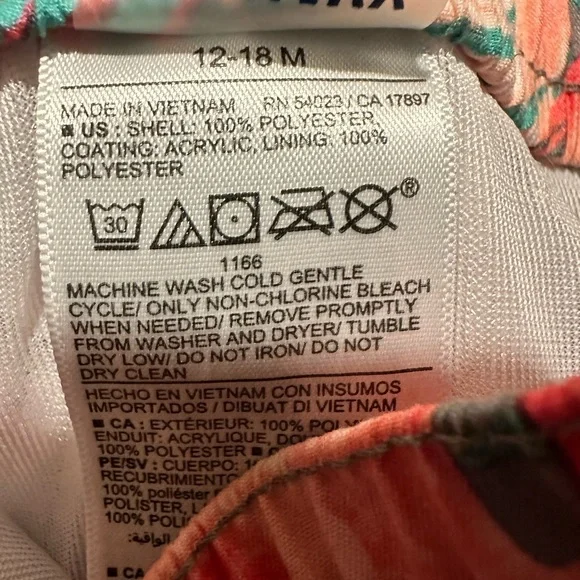 12-18 M
MADE IN VIETNAM RN 54023 / CA 17897
■ US : SHELL: 100% POLYESTER,
COATING: ACRYLIC, LINING: 100%
POLYESTER
30
®
1166
MACHINE WASH COLD GENTLE
CYCLE/ ONLY NON-CHLORINE BLEACH
WHEN NEEDED/ REMOVE PROMPTLY
FROM WASHER AND DRYER/ TUMBLE
DRY LOW/ DO NOT IRON/ DO NOT
DRY CLEAN
HECHO EN VIETNAM CON INSUMOS
IMPORTADOS / DIBUAT DI VIETNAM
■ CA : EXTÉRIEUR: 100%
ENDUIT: ACRYLIQUE,
100% POLYESTER ■
PE/SV : CUERPO:
RECUBRIMIENTO
100% poliéster
POLISTER,
100%
الواقية:
■ CA